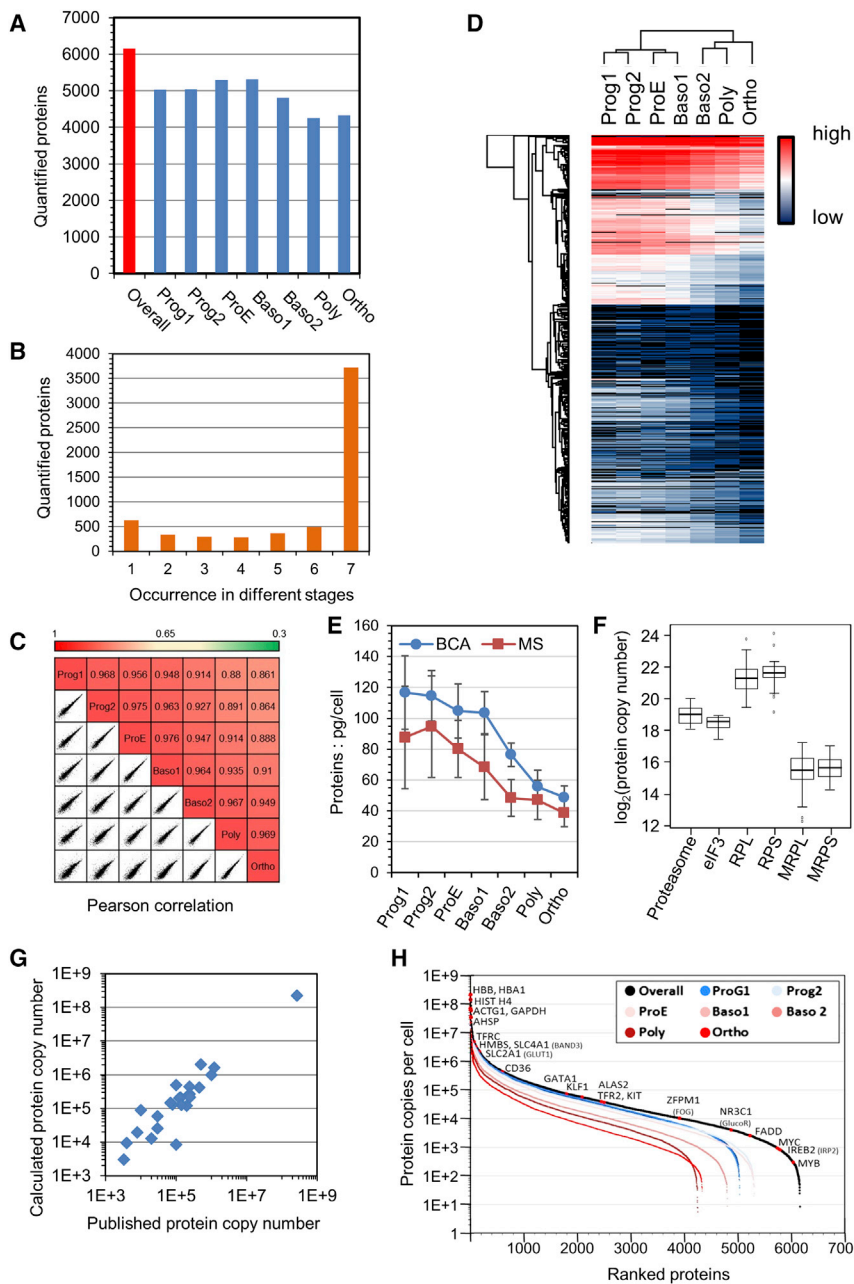 A
7000
6000
5000
4000
3000
2000
1000
0
Quantified proteins
Overall
Prog1
Prog2
ProE
Baso1
Baso2
Poly
Ortho
B
4000
3500
3000
2500
2000
1500
1000
500
0
Quantified proteins
1 2 3 4 5 6 7
Occurrence in different stages
C
1 0.65 0.3
Prog1 0.968 0.956 0.948 0.914 0.88 0.861
Prog2 0.975 0.963 0.927 0.891 0.864
ProE 0.976 0.947 0.914 0.888
Baso1 0.964 0.935 0.91
Baso2 0.967 0.949
Poly 0.969
Ortho
Pearson correlation
D
Prog1
Prog2
ProE
Baso1
Baso2
Poly
Ortho
high
low
E
160
140
120
100
80
60
40
20
0
Proteins : pg/cell
BCA MS
Prog1
Prog2
ProE
Baso1
Baso2
Poly
Ortho
F
24
22
20
18
16
14
12
log2(protein copy number)
Proteasome
eIF3
RPL
RPS
MRPL
MRPS
G
1E+9
1E+8
1E+7
1E+6
1E+5
1E+4
1E+3
Calculated protein copy number
1E+3 1E+5 1E+7 1E+9
Published protein copy number
H
1E+9
1E+8
1E+7
1E+6
1E+5
1E+4
1E+3
1E+2
1E+1
1
Protein copies per cell
Overall ProG1 Prog2
ProE Baso1 Baso 2
Poly Ortho
HBB, HBA1
HIST H4
ACTG1, GAPDH
AHSP
TFRC
HMBS, SLC4A1 (BAND3)
SLC2A1 (GLUT1)
CD36
GATA1
KLF1
ALAS2
TFR2, KIT
ZFPM1
(FOG)
NR3C1
(GlucoR)
FADD
MYC
IREB2 (IRP2)
MYB
1000 2000 3000 4000 5000 6000 700
Ranked proteins